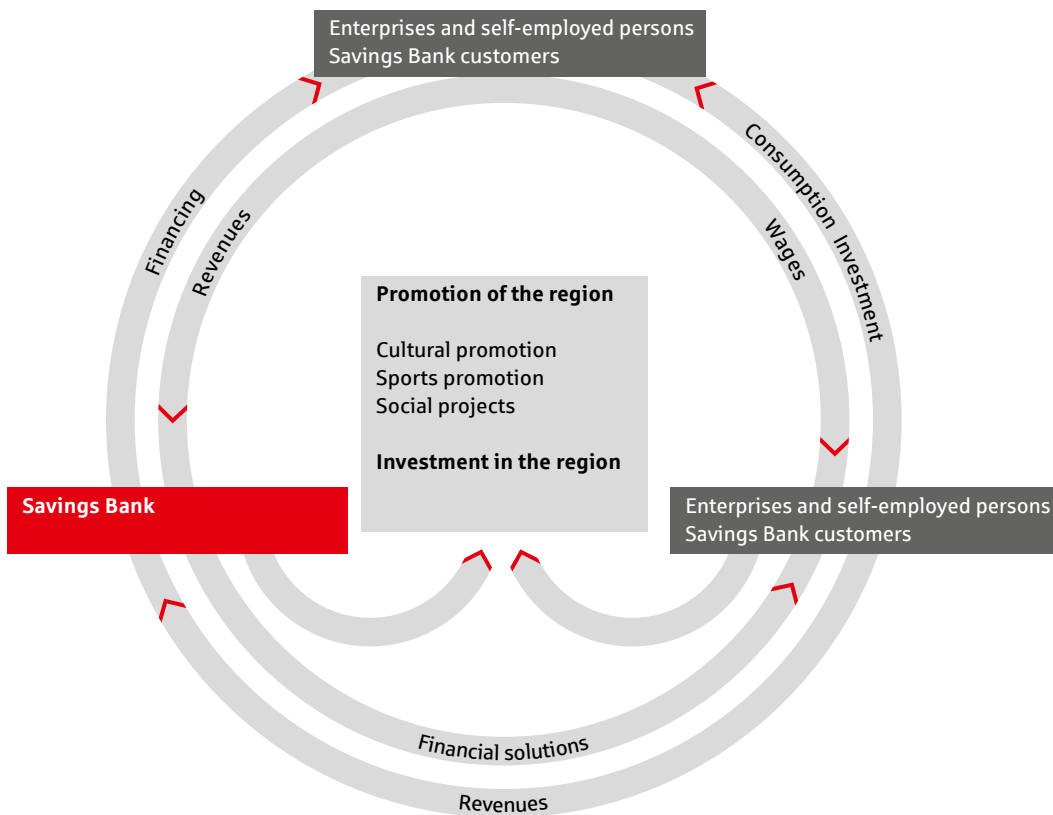 Enterprises and self-employed persons
Savings Bank customers
Financing
Revenues
Wages
Consumption Investment
Promotion of the region
Cultural promotion
Sports promotion
Social projects
Investment in the region
Savings Bank
Enterprises and self-employed persons
Savings Bank customers
Financial solutions
Revenues